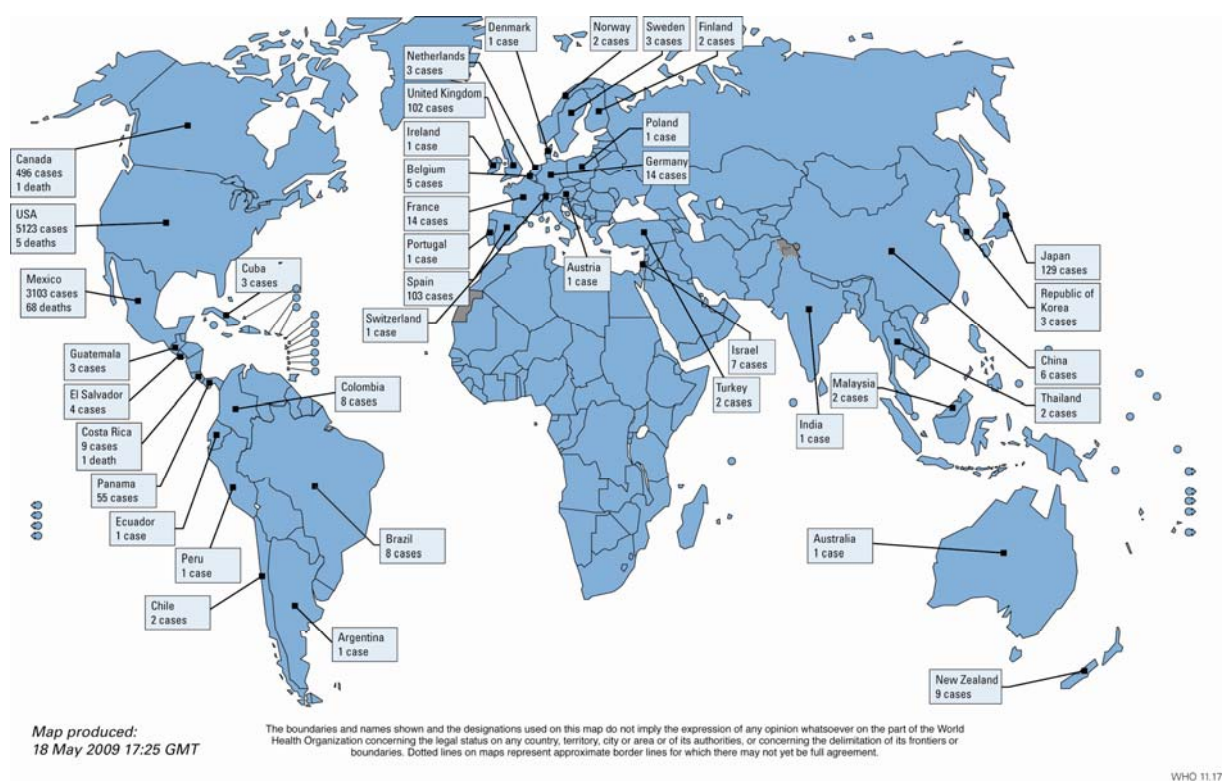 Denmark
1 case
Norway
2 cases
Sweden
3 cases
Finland
2 cases
Netherlands
3 cases
United Kingdom
102 cases
Ireland
1 case
Belgium
5 cases
France
14 cases
Portugal
1 case
Spain
103 cases
Switzerland
1 case
Austria
1 case
Poland
1 case
Germany
14 cases
Canada
496 cases
1 death
USA
5123 cases
5 deaths
Mexico
3103 cases
68 deaths
Cuba
3 cases
Guatemala
3 cases
El Salvador
4 cases
Costa Rica
9 cases
1 death
Panama
55 cases
Ecuador
1 case
Peru
1 case
Chile
2 cases
Colombia
8 cases
Brazil
8 cases
Argentina
1 case
Israel
7 cases
Turkey
2 cases
India
1 case
Malaysia
2 cases
Japan
129 cases
Republic of
Korea
3 cases
China
6 cases
Thailand
2 cases
Australia
1 case
New Zealand
9 cases
Map produced:
18 May 2009 17:25 GMT
The boundaries and names shown and the designations used on this map do not imply the expression of any opinion whatsoever on the part of the World
Health Organization concerning the legal status on any country, territory, city or area or of its authorities, or concerning the delimitation of its frontiers or
boundaries. Dotted lines on maps represent approximate border lines for which there may not yet be full agreement.
WHO 11.17